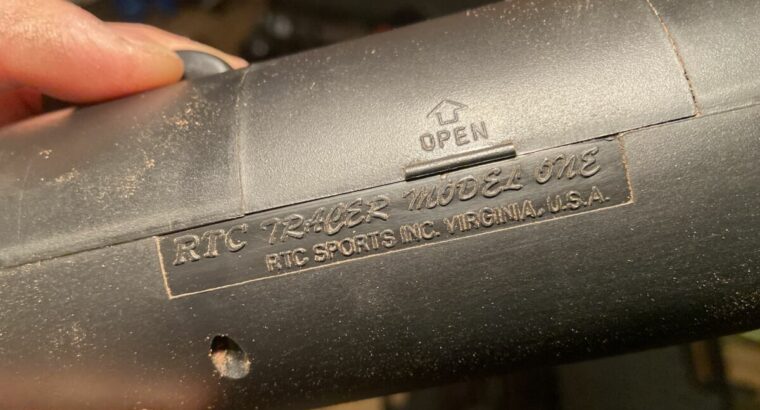 OPEN
RTC TRACER MODEL ONE
RTC SPORTS INC. VIRGINIA, U.S.A.